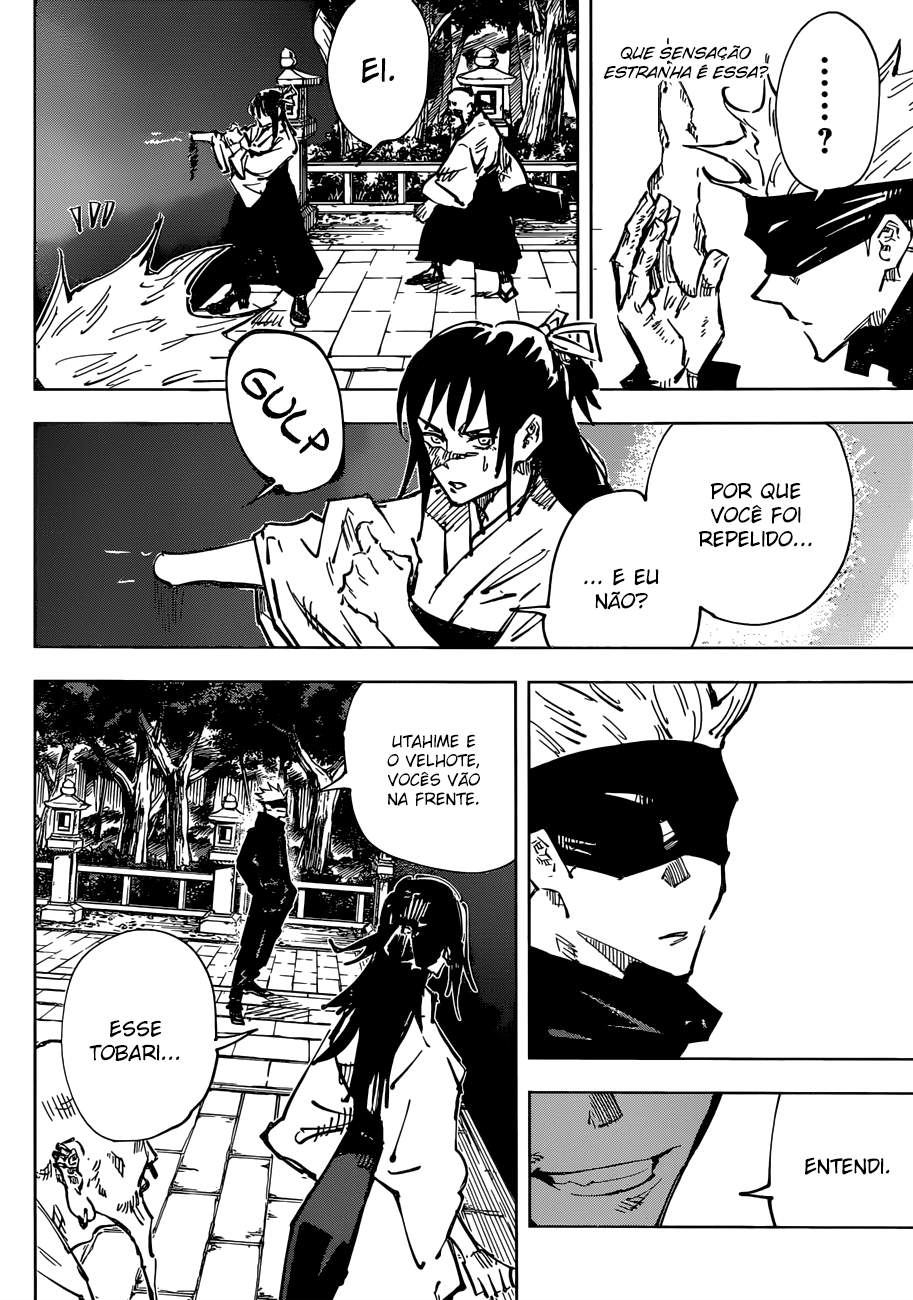 QUE SENSAÇÃO
ESTRANHA É ESSA?
......?
EI.
POR QUE
VOCÊ FOI
REPELIDO...
... E EU
NÃO?
GULP
ENTENDI.
UTAHIME E
O VELHOTE,
VOCÊS VÃO
NA FRENTE.
ESSE
TOBARI...